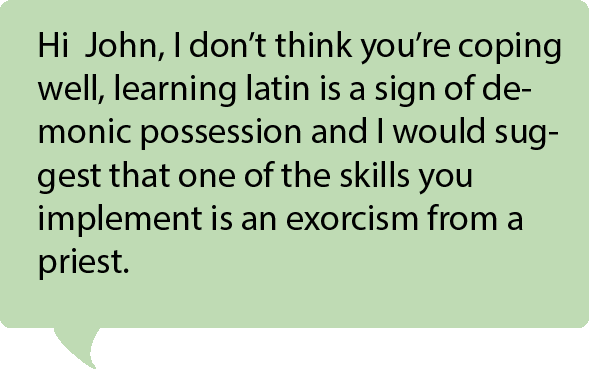 Hi  John, I don’t think you’re coping
well, learning latin is a sign of de-
monic possession and I would sug-
gest that one of the skills you
implement is an exorcism from a
priest.